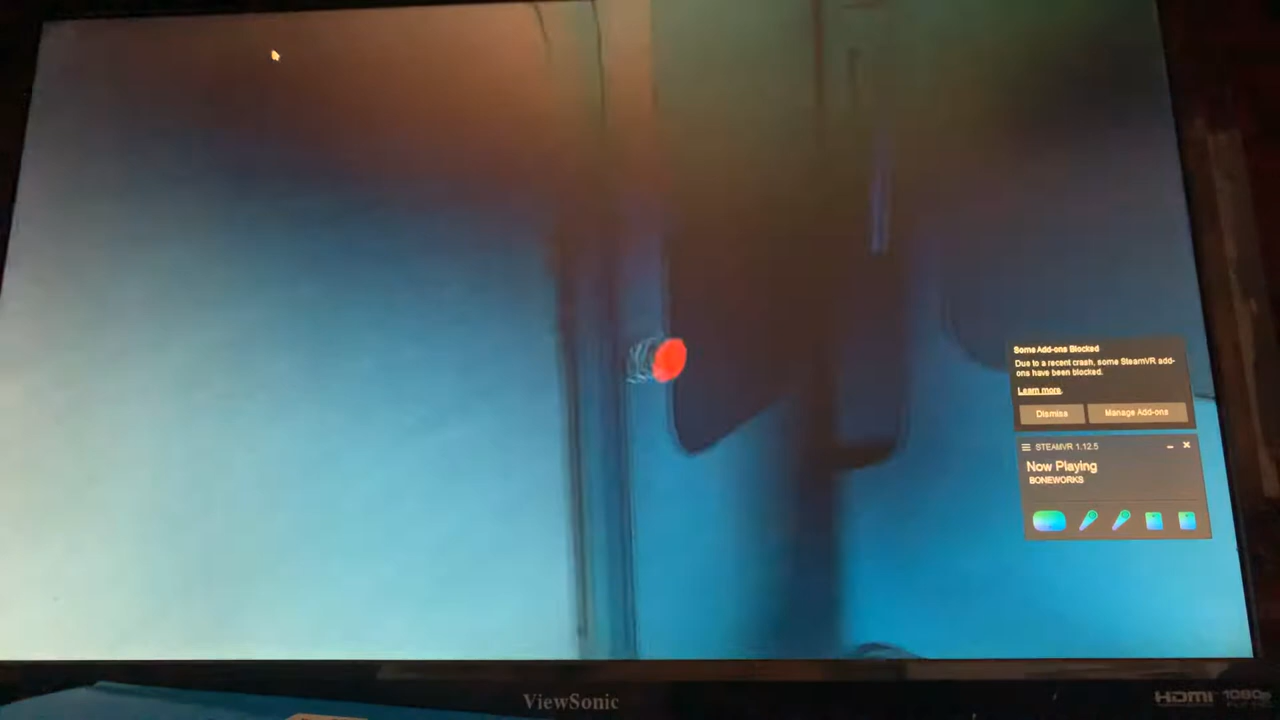 Some Add-ons Blocked
Due to a recent crash, some SteamVR add-
ons have been blocked.
Learn more
Dismiss
Manage Add-ons
STEAMVR 1.12.5
Now Playing
BONEWORKS
ViewSonic
HDMI 1080p